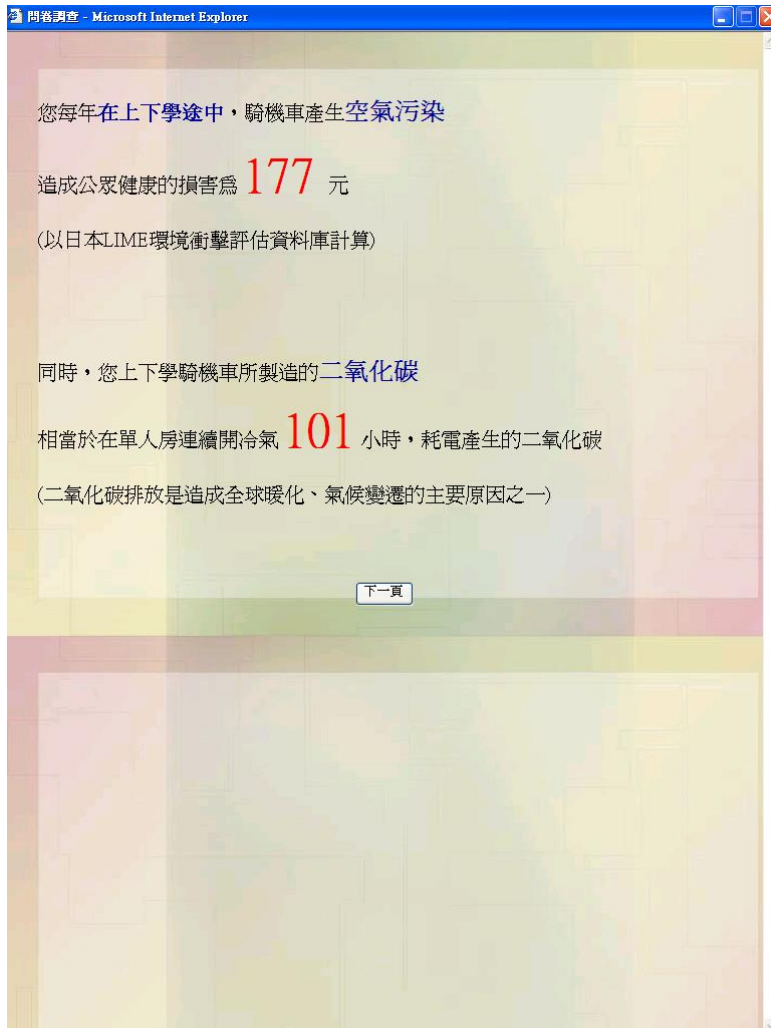 問卷調查 - Microsoft Internet Explorer
您每年在上下學途中，騎機車產生空氣污染
造成公眾健康的損害為 177 元
(以日本LIME環境衝擊評估資料庫計算)
同時，您上下學騎機車所製造的二氧化碳
相當於在單人房連續開冷氣 101 小時，耗電產生的二氧化碳
(二氧化碳排放是造成全球暖化、氣候變遷的主要原因之一)
下一頁